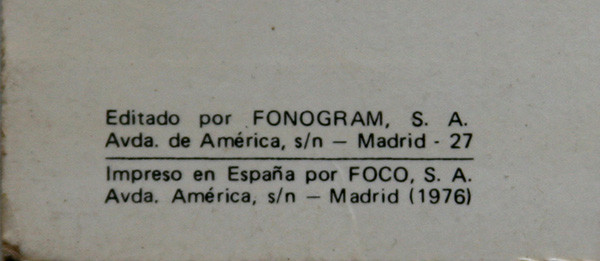 Editado por FONOGRAM, S. A.
Avda. de América, s/n — Madrid - 27
Impreso en España por FOCO, S. A.
Avda. América, s/n — Madrid (1976)